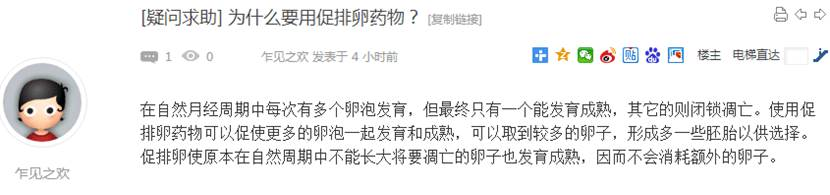 [疑问求助] 为什么要用促排卵药物？ [复制链接]
1 0 乍见之欢 发表于 4 小时前 贴 楼主 电梯直达
在自然月经周期中每次有多个卵泡发育，但最终只有一个能发育成熟，其它的则闭锁凋亡。使用促
排卵药物可以促使更多的卵泡一起发育和成熟，可以取到较多的卵子，形成多一些胚胎以供选择。
促排卵使原本在自然周期中不能长大将要凋亡的卵子也发育成熟，因而不会消耗额外的卵子。
乍见之欢